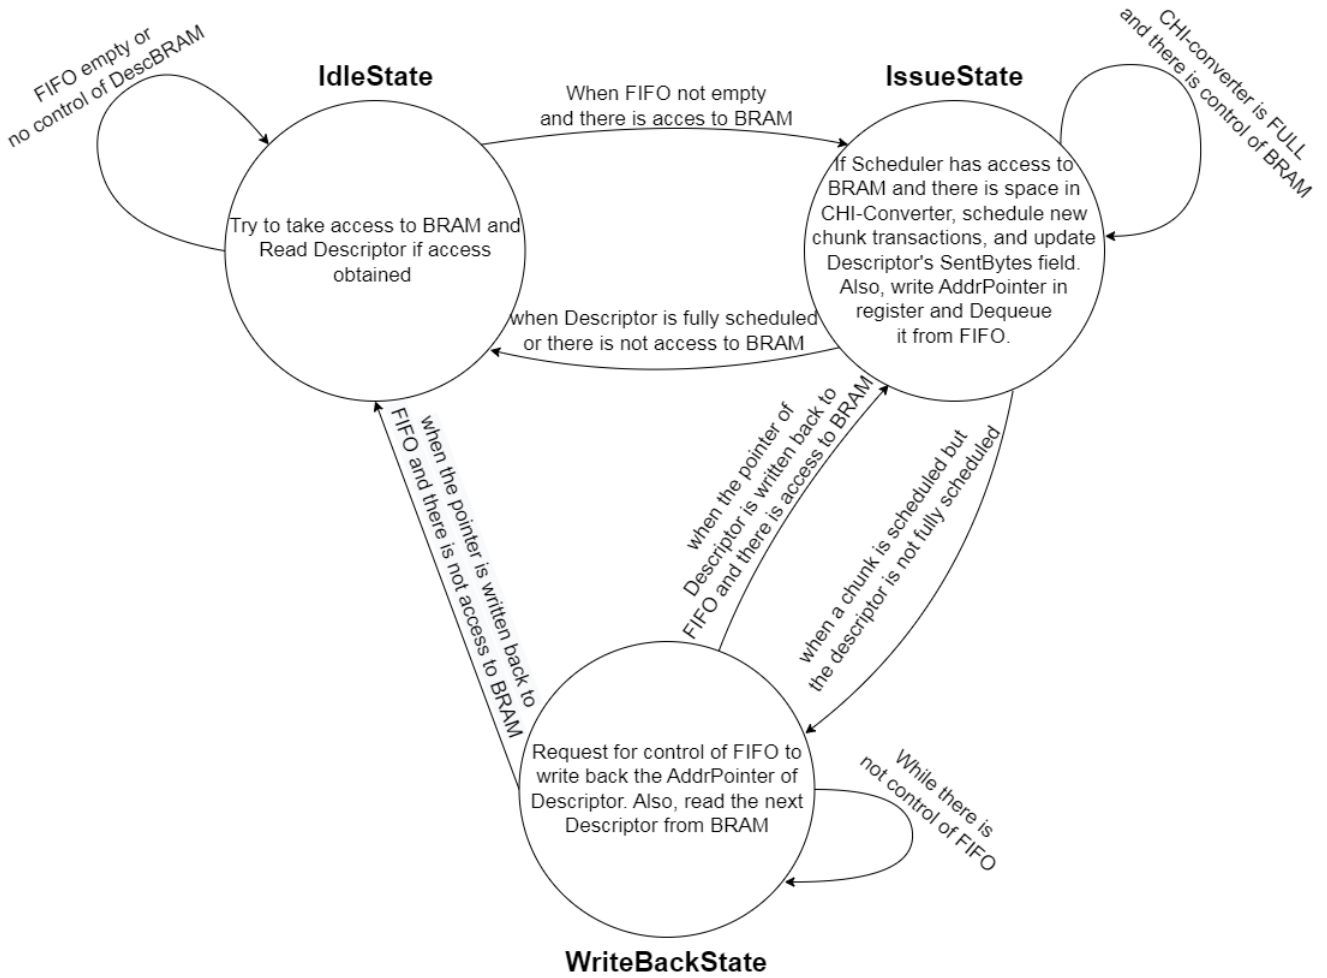 FIFO empty or
no control of DescBRAM
IdleState
When FIFO not empty
and there is acces to BRAM
IssueState
CHI-converter is FULL
and there is control of BRAM
Try to take access to BRAM and
Read Descriptor if access
obtained
If Scheduler has access to
BRAM and there is space in
CHI-Converter, schedule new
chunk transactions, and update
Descriptor's SentBytes field.
Also, write AddrPointer in
register and Dequeue
it from FIFO.
when Descriptor is fully scheduled
or there is not access to BRAM
when the pointer is written back to
FIFO and there is not access to BRAM
when the pointer of
Descriptor is written back to
FIFO and there is access to BRAM
when a chunk is scheduled but
the descriptor is not fully scheduled
Request for control of FIFO to
write back the AddrPointer of
Descriptor. Also, read the next
Descriptor from BRAM
While there is
not control of FIFO
WriteBackState